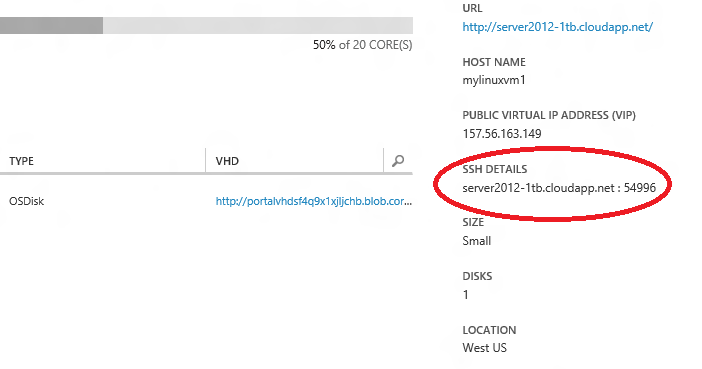 50% of 20 CORE(S)
TYPE VHD
OSDisk http://portalvhdsf4q9x1xjljchb.blob.cor...
URL
http://server2012-1tb.cloudapp.net/
HOST NAME
mylinuxvm1
PUBLIC VIRTUAL IP ADDRESS (VIP)
157.56.163.149
SSH DETAILS
server2012-1tb.cloudapp.net : 54996
SIZE
Small
DISKS
1
LOCATION
West US